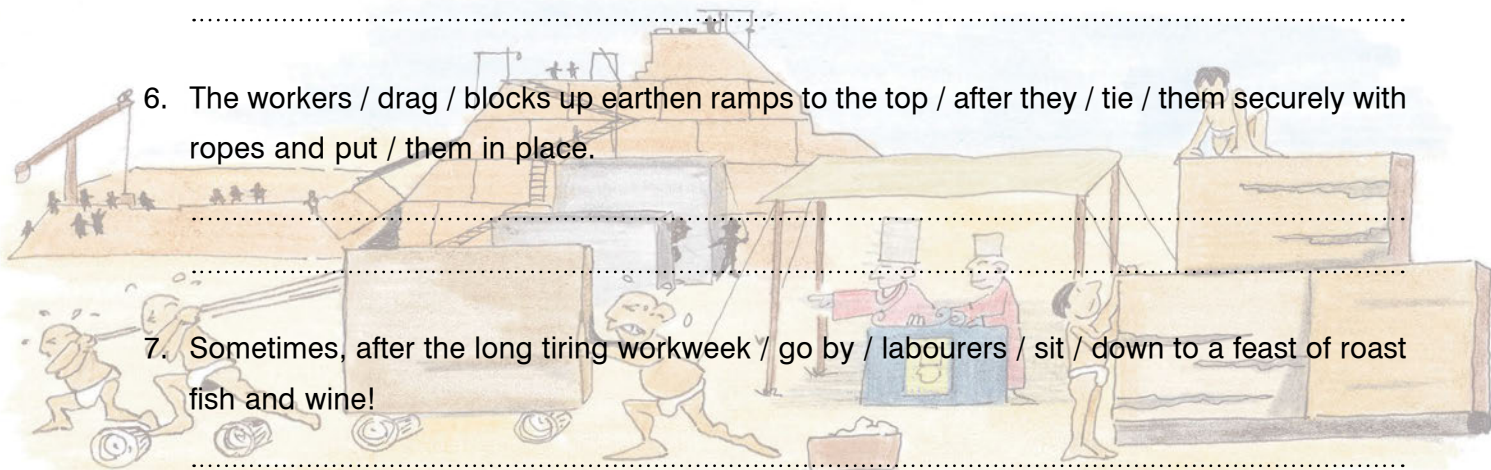 6. The workers / drag / blocks up earthen ramps to the top / after they / tie / them securely with
ropes and put / them in place.
7. Sometimes, after the long tiring workweek / go by / labourers / sit / down to a feast of roast
fish and wine!